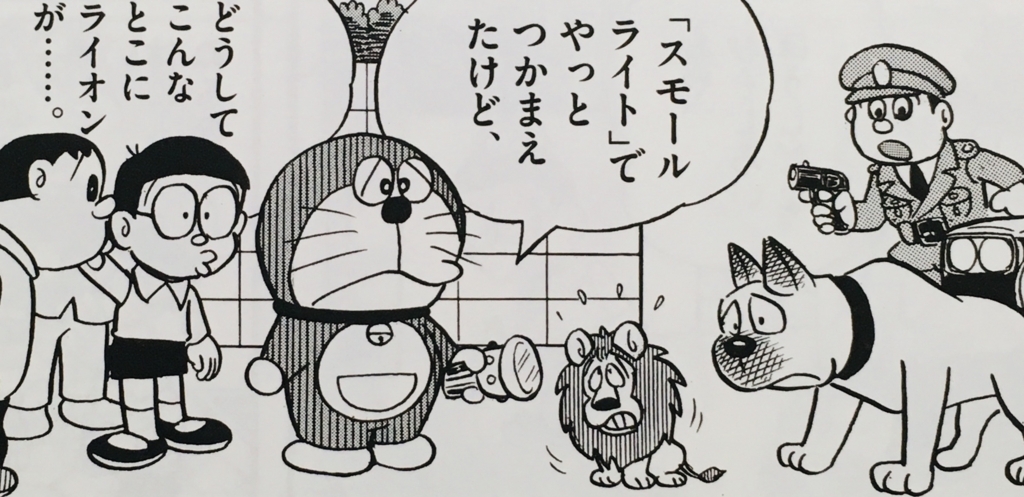 「スモール
ライト」で
やっと
つかまえ
たけど、
どうして
こんな
とこに
ライオン
が……。